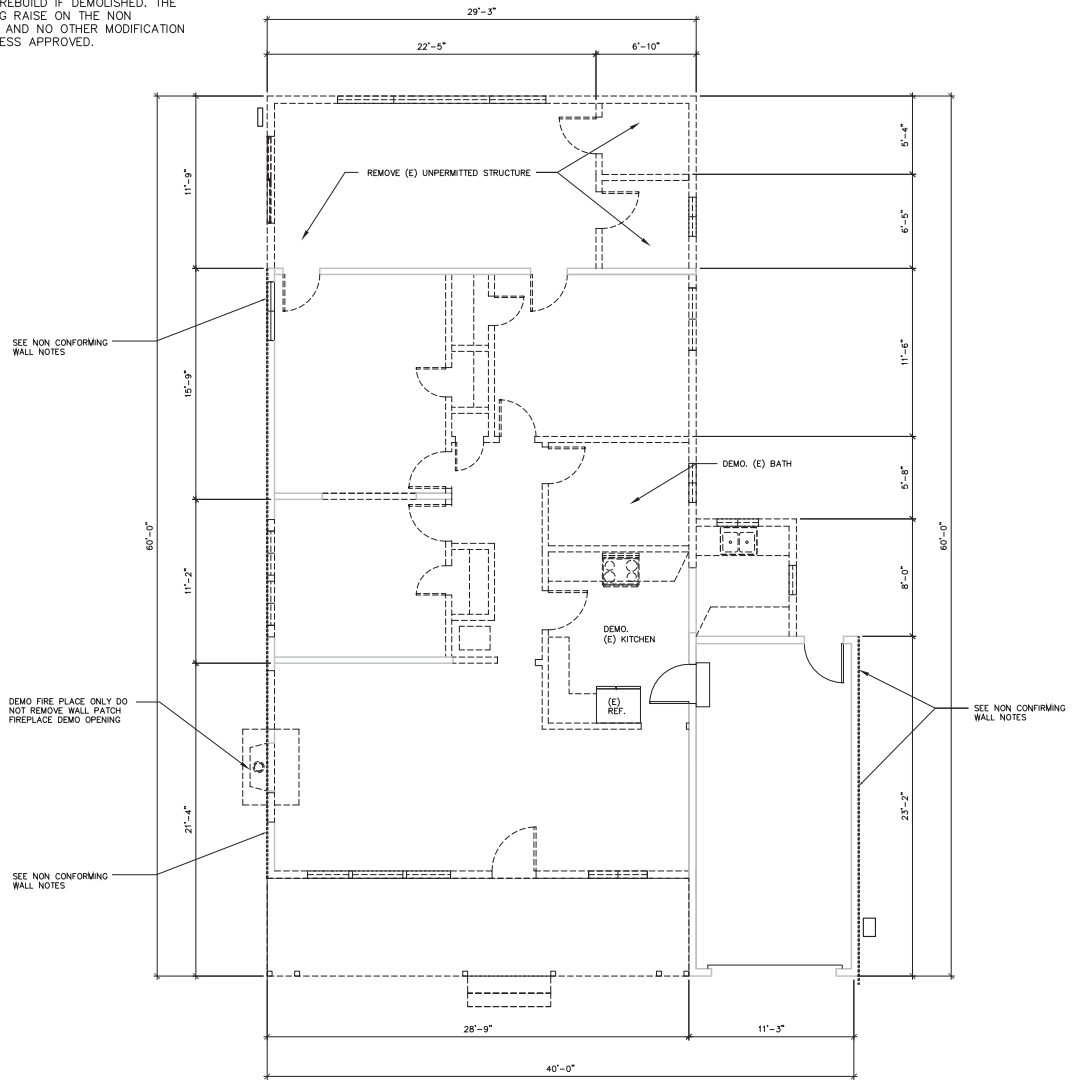 REBUILD IF DEMOLISHED. THE
G RAISE ON THE NON
AND NO OTHER MODIFICATION
ESS APPROVED.
29'-3"
22'-5"
6'-10"
5'-4"
11'-9"
REMOVE (E) UNPERMITTED STRUCTURE
6'-5"
SEE NON CONFORMING
WALL NOTES
11'-6"
15'-9"
DEMO. (E) BATH
5'-8"
60'-0"
60'-0"
11'-2"
8'-0"
DEMO.
(E) KITCHEN
(E)
REF.
DEMO FIRE PLACE ONLY DO
NOT REMOVE WALL PATCH
FIREPLACE DEMO OPENING
SEE NON CONFIRMING
WALL NOTES
21'-4"
23'-2"
SEE NON CONFORMING
WALL NOTES
28'-9"
11'-3"
40'-0"